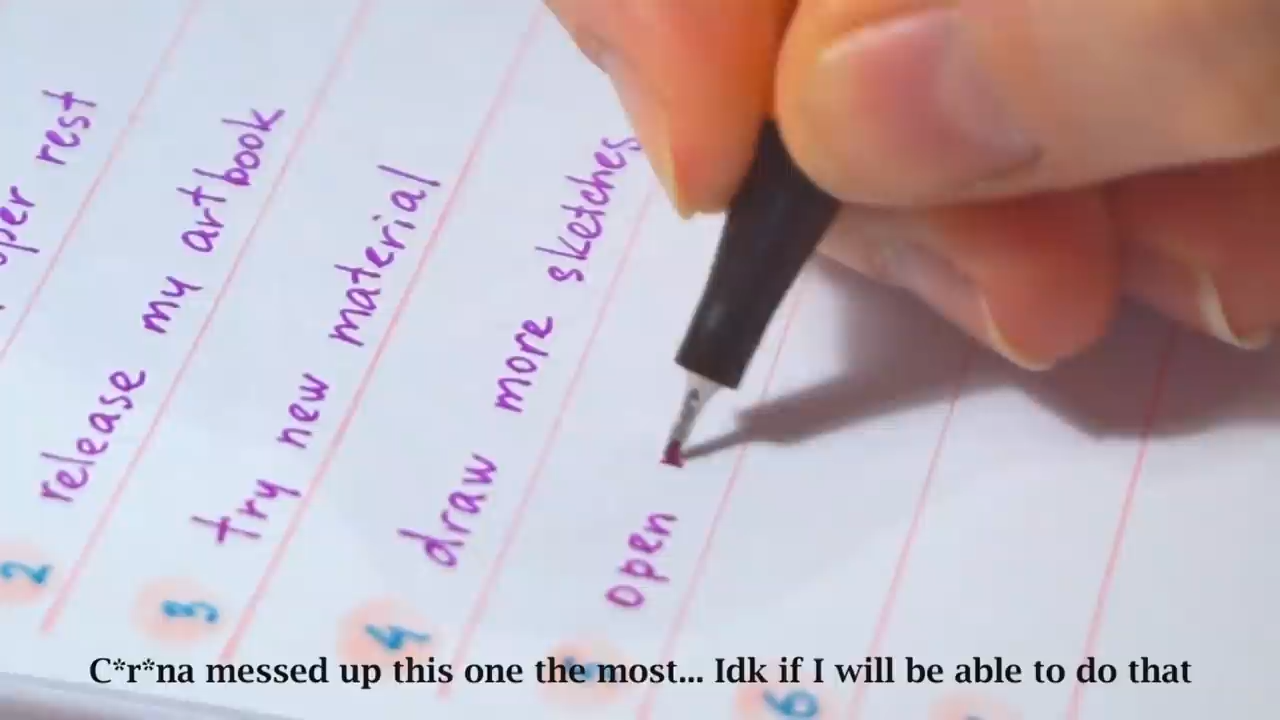 rest
2 release my artbook
3 try new material
4 draw more sketches
5 open
6
C*r*na messed up this one the most... Idk if I will be able to do that